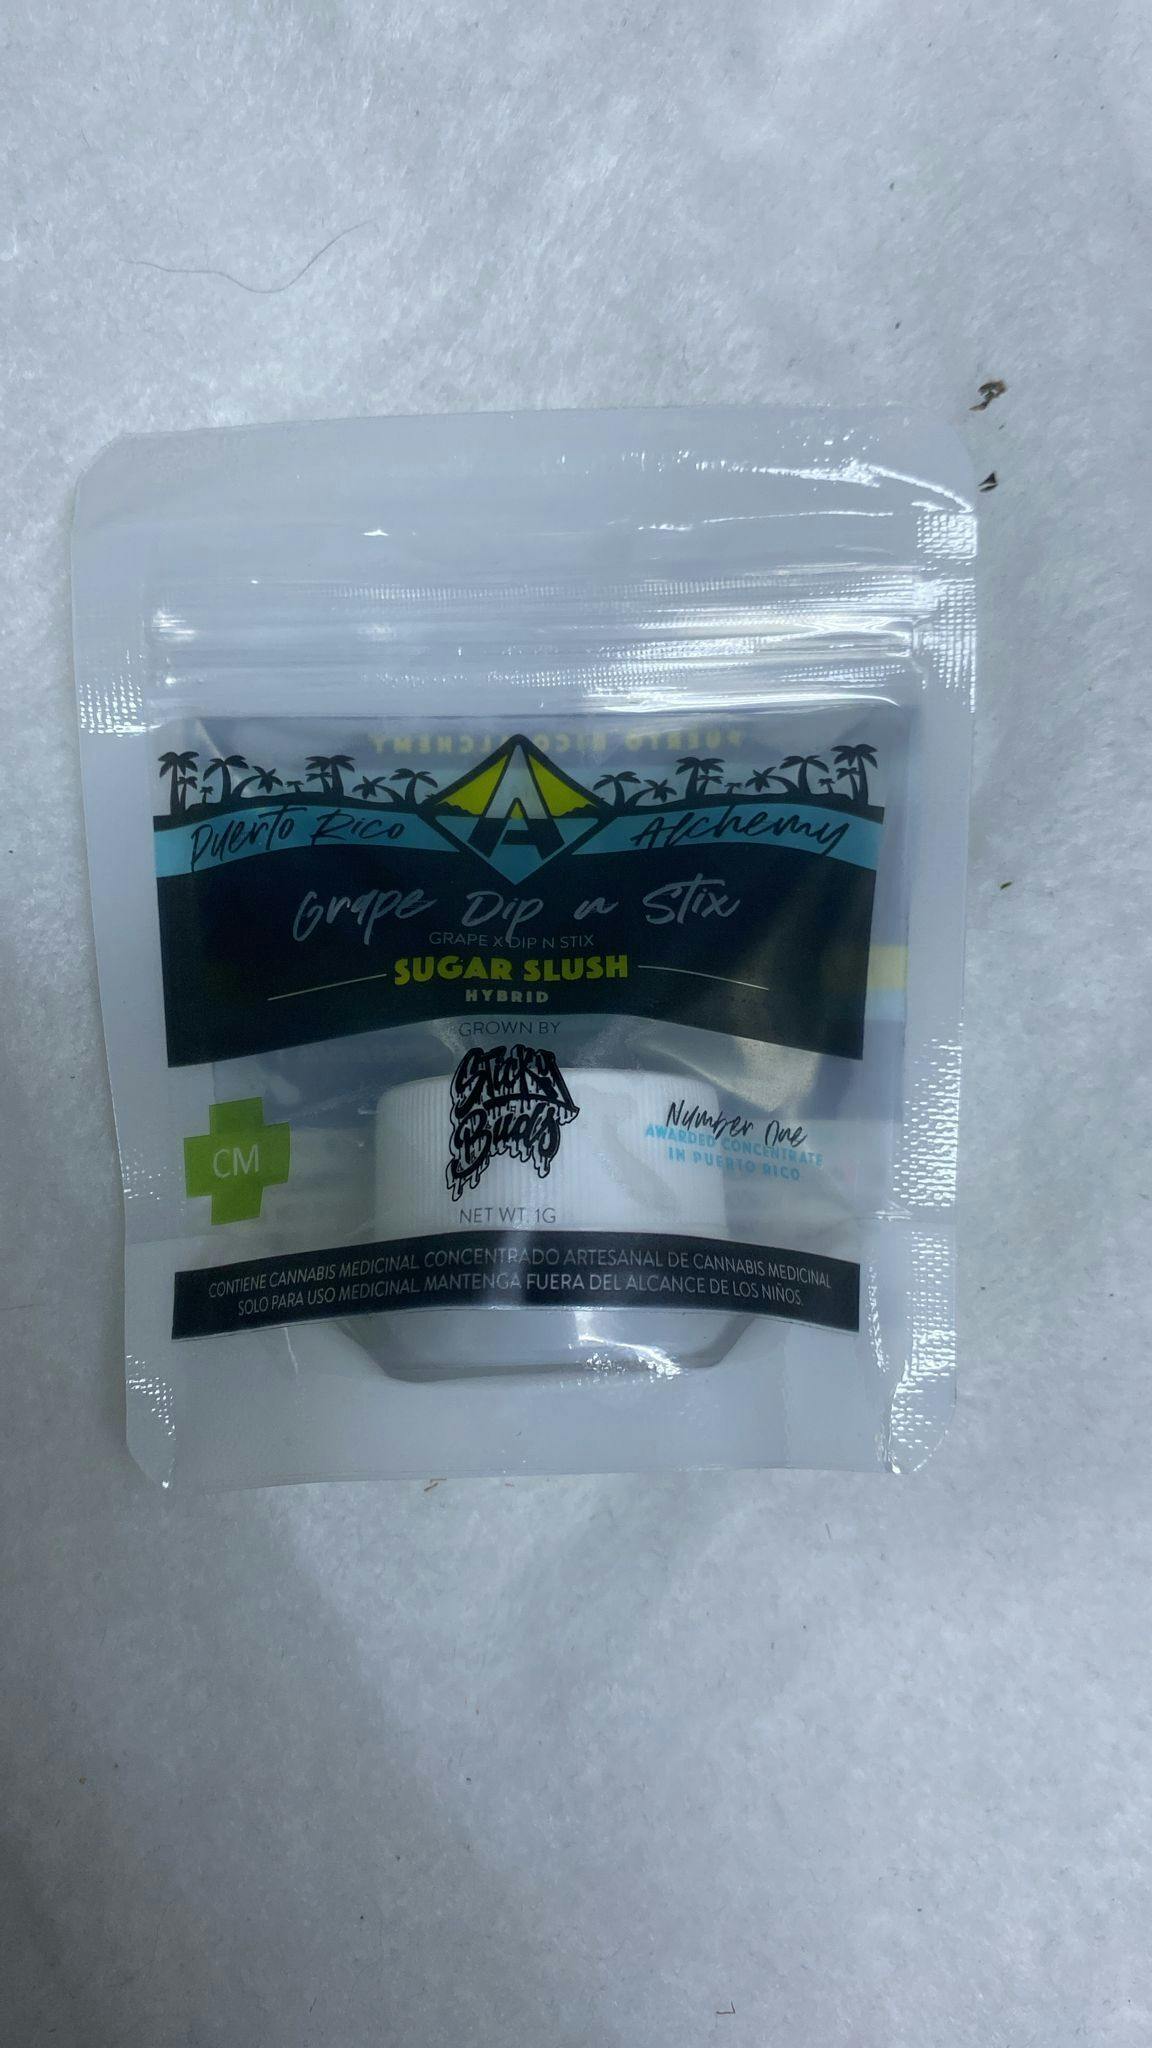 PUERTO RICO ALCHEMY
A
Puerto Rico Alchemy
Grape Dip n Stix
GRAPE X DIP N STIX
SUGAR SLUSH
HYBRID
GROWN BY
Sticky
Buds
CM
Number One
AWARDED CONCENTRATE
IN PUERTO RICO
NET WT. 1G
CONTIENE CANNABIS MEDICINAL CONCENTRADO ARTESANAL DE CANNABIS MEDICINAL
SOLO PARA USO MEDICINAL MANTENGA FUERA DEL ALCANCE DE LOS NIÑOS.